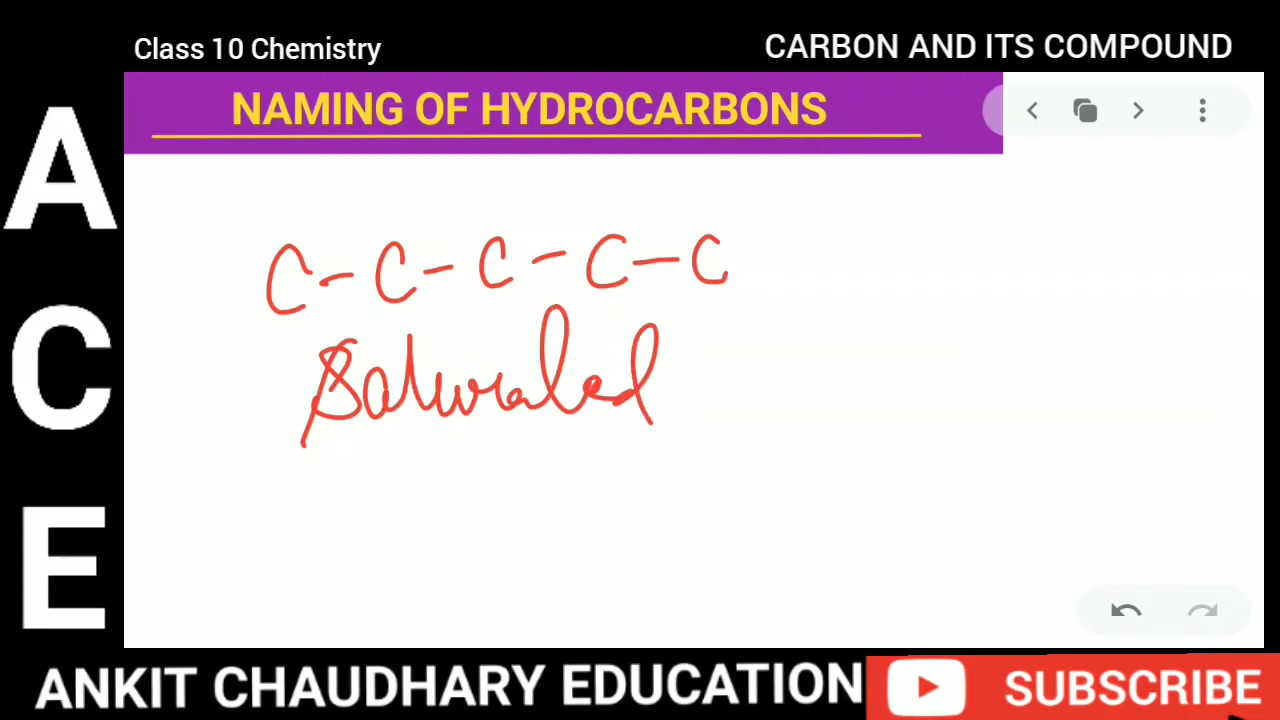 Class 10 Chemistry
CARBON AND ITS COMPOUND
NAMING OF HYDROCARBONS
C - C - C - C - C
Saturated
A
C
E
ANKIT CHAUDHARY EDUCATION
SUBSCRIBE